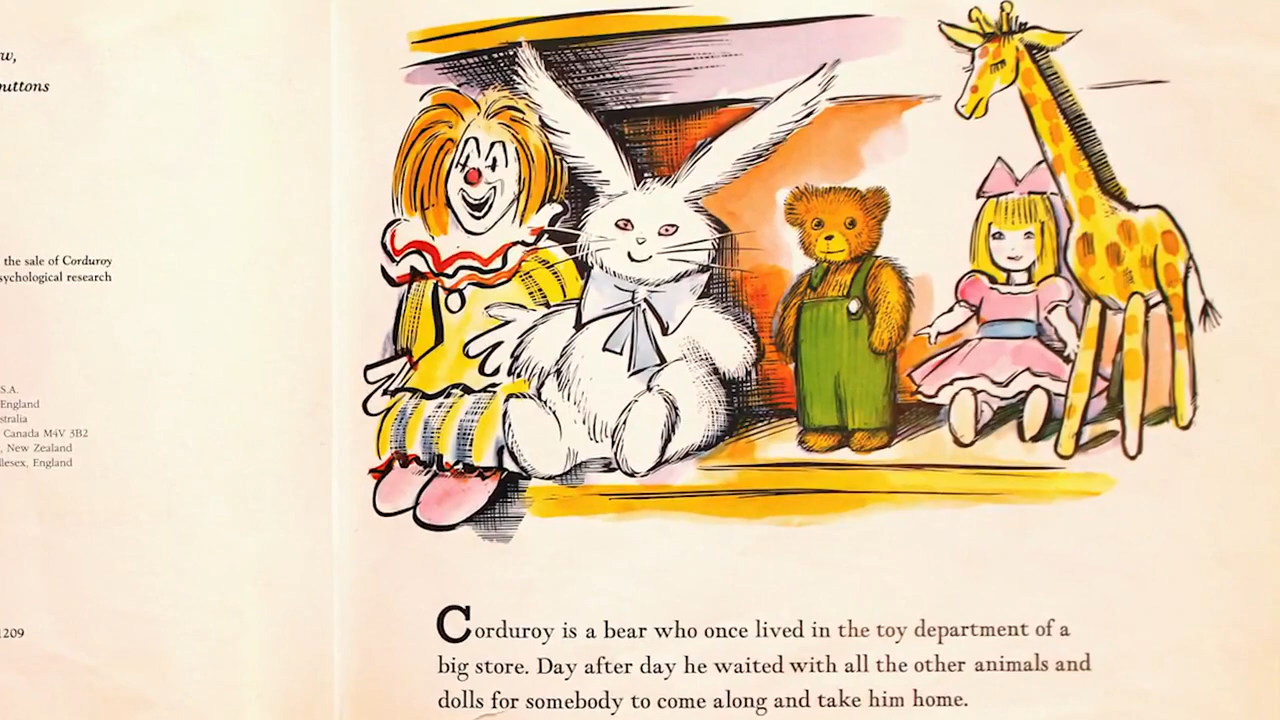 w,
buttons
the sale of Corduroy
sychological research
S.A.
England
stralia
Canada M4V 3B2
, New Zealand
lesex, England
1209
Corduroy is a bear who once lived in the toy department of a
big store. Day after day he waited with all the other animals and
dolls for somebody to come along and take him home.